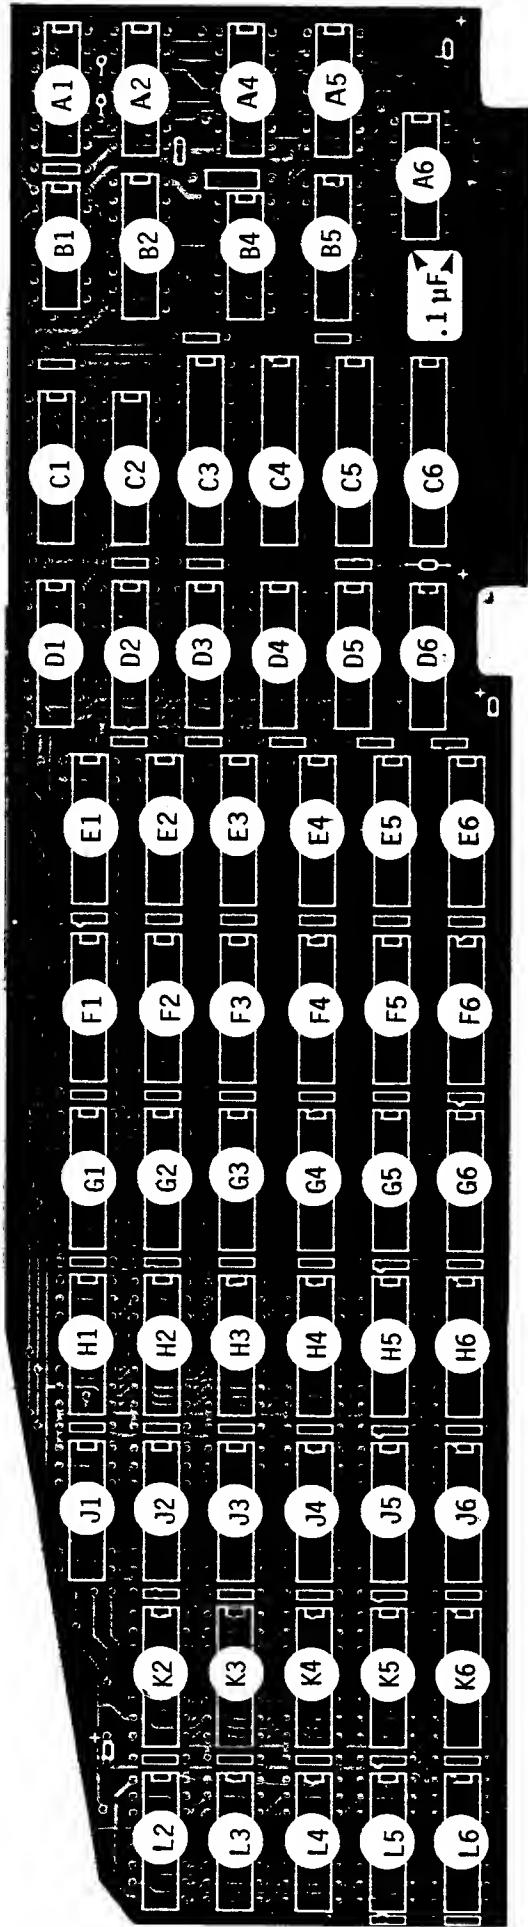 A1 A2 A4 A5 A6
B1 B2 B4 B5
.1 µF
C1 C2 C3 C4 C5 C6
D1 D2 D3 D4 D5 D6
E1 E2 E3 E4 E5 E6
F1 F2 F3 F4 F5 F6
G1 G2 G3 G4 G5 G6
H1 H2 H3 H4 H5 H6
J1 J2 J3 J4 J5 J6
K2 K3 K4 K5 K6
L2 L3 L4 L5 L6